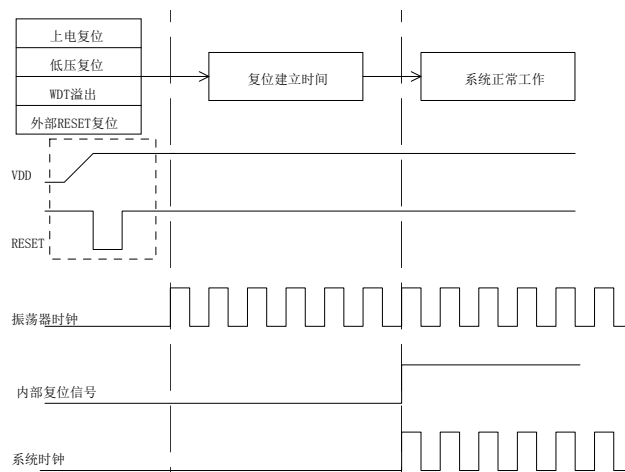 上电复位
低压复位
WDT溢出
外部RESET复位
复位建立时间
系统正常工作
VDD
RESET
振荡器时钟
内部复位信号
系统时钟